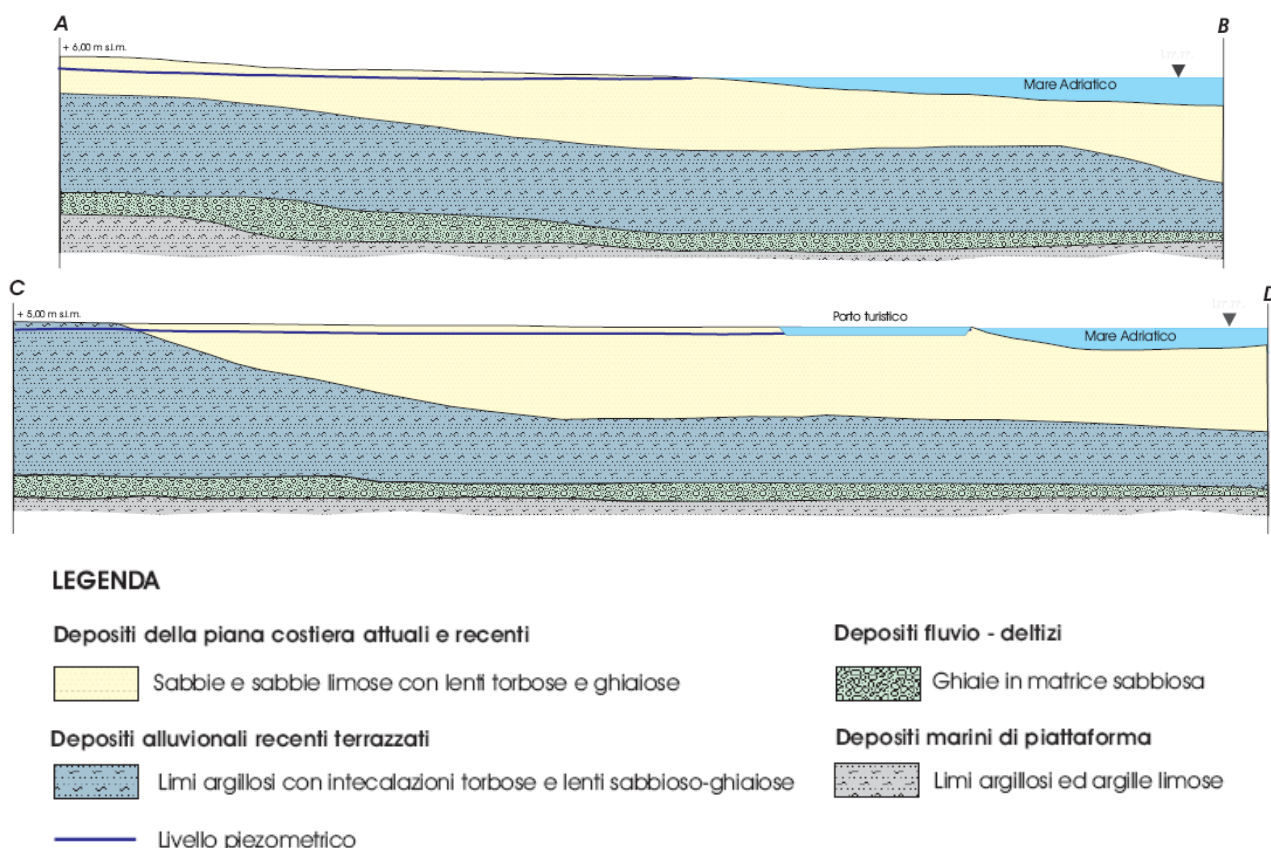 A
B
+ 6,00 m s.l.m.
l.m.m.
Mare Adriatico
C
D
+ 5,00 m s.l.m.
Porto turistico
l.m.m.
Mare Adriatico
LEGENDA
Depositi della piana costiera attuali e recenti
Sabbie e sabbie limose con lenti torbose e ghiaiose
Depositi alluvionali recenti terrazzati
Limi argillosi con intecalazioni torbose e lenti sabbioso-ghiaiose
Livello piezometrico
Depositi fluvio - deltizi
Ghiaie in matrice sabbiosa
Depositi marini di piattaforma
Limi argillosi ed argille limose